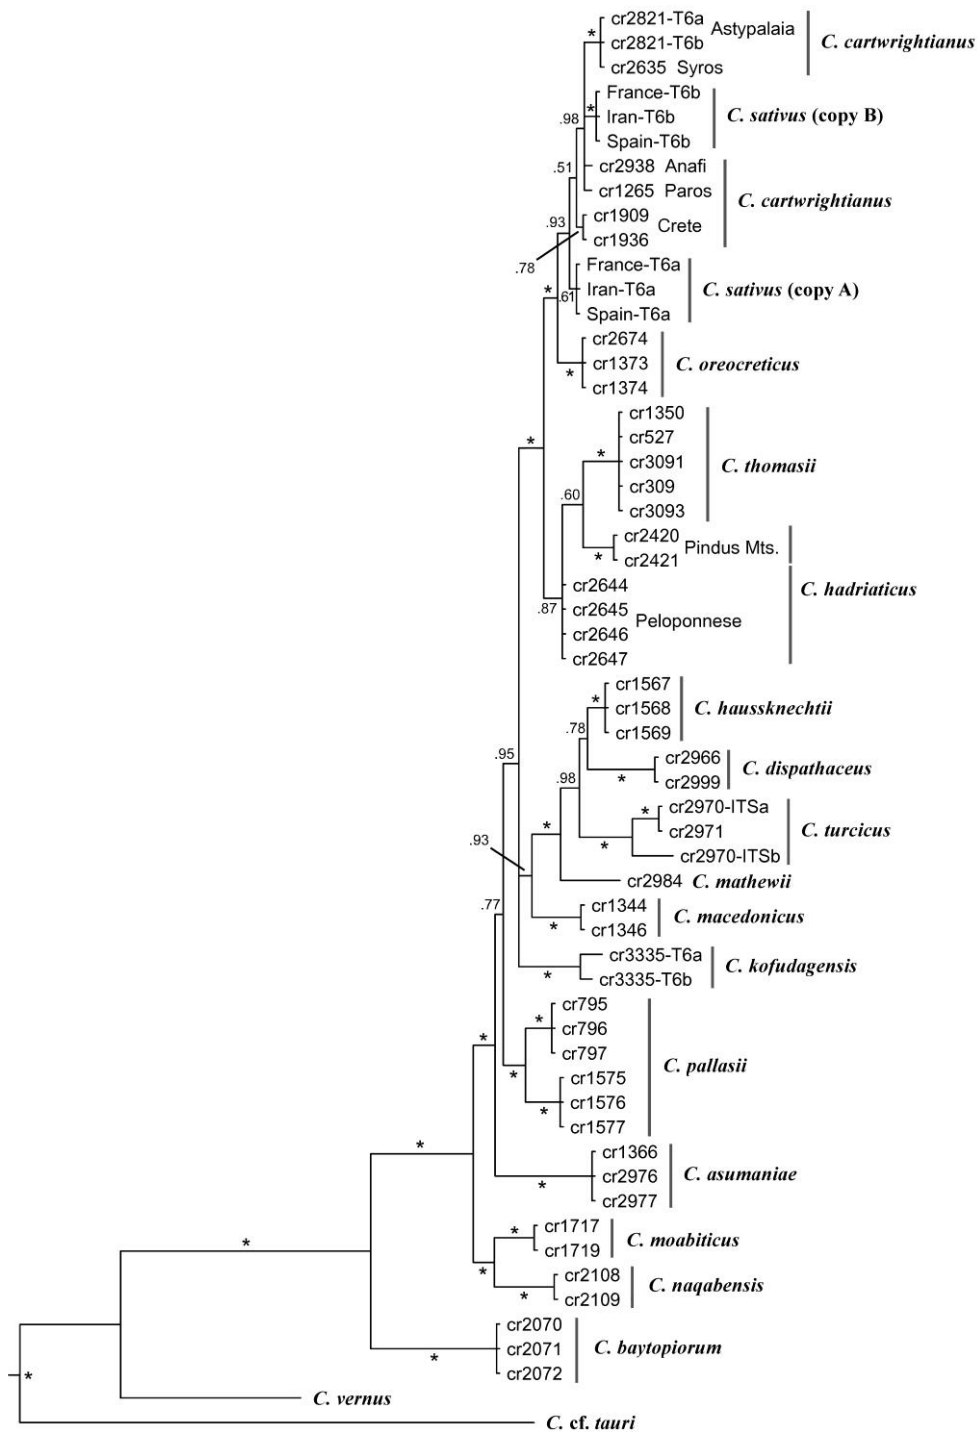 cr2821-T6a
* cr2821-T6b Astypalaia C. cartwrightianus
cr2635 Syros
France-T6b
* Iran-T6b C. sativus (copy B)
.98
Spain-T6b
cr2938 Anafi
.51
cr1265 Paros C. cartwrightianus
cr1909
.93 Crete
cr1936
.78
France-T6a
* .61 Iran-T6a C. sativus (copy A)
Spain-T6a
cr2674
* cr1373 C. oreocreticus
cr1374
cr1350
* cr527
* cr3091 C. thomasii
.60 cr309
cr3093
cr2420
* Pindus Mts.
cr2421
cr2644 C. hadriaticus
.87 cr2645
Peloponnese
cr2646
cr2647
cr1567
* cr1568 C. haussknechtii
.78 cr1569
.95 cr2966
* C. dispathaceus
.98 cr2999
cr2970-ITSa
* * cr2971 C. turcicus
.93 * cr2970-ITSb
cr2984 C. mathewii
.77 cr1344
* C. macedonicus
cr1346
cr3335-T6a
* C. kofudagensis
cr3335-T6b
cr795
* cr796
* cr797
C. pallasii
* cr1575
* cr1576
cr1577
* cr1366
* cr2976 C. asumaniae
cr2977
* cr1717
C. moabiticus
* cr1719
* cr2108
* C. naqabensis
cr2109
cr2070
* cr2071 C. baytopiorum
* cr2072
C. vernus
C. cf. tauri